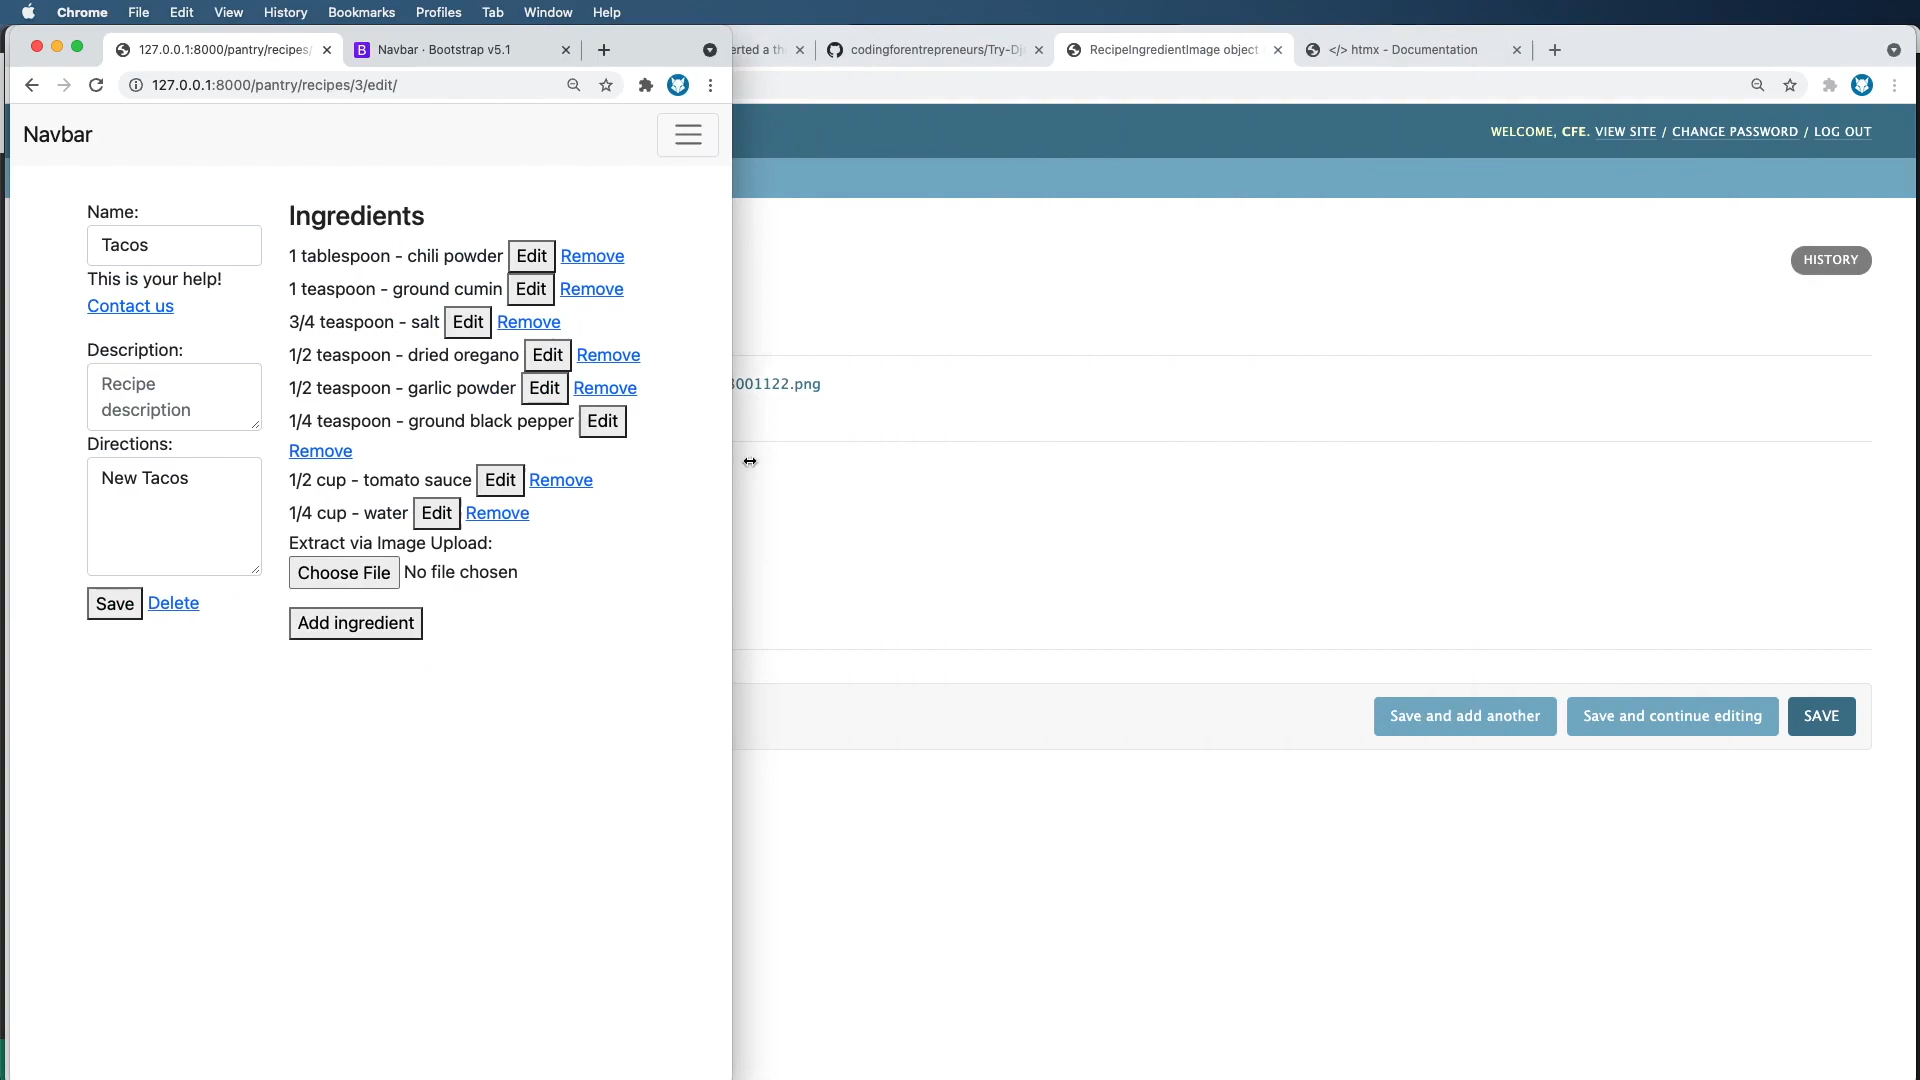 Chrome File Edit View History Bookmarks Profiles Tab Window Help
127.0.0.1:8000/pantry/recipes/
Navbar · Bootstrap v5.1
codingforentrepreneurs/Try-Dj
RecipeIngredientImage object
</> htmx - Documentation
127.0.0.1:8000/pantry/recipes/3/edit/
Navbar
WELCOME, CFE. VIEW SITE / CHANGE PASSWORD / LOG OUT
HISTORY
Name:
Tacos
This is your help!
Contact us
Description:
Recipe
description
Directions:
New Tacos
Save Delete
Ingredients
1 tablespoon - chili powder Edit Remove
1 teaspoon - ground cumin Edit Remove
3/4 teaspoon - salt Edit Remove
1/2 teaspoon - dried oregano Edit Remove
1/2 teaspoon - garlic powder Edit Remove
1/4 teaspoon - ground black pepper Edit
Remove
1/2 cup - tomato sauce Edit Remove
1/4 cup - water Edit Remove
Extract via Image Upload:
Choose File No file chosen
Add ingredient
001122.png
Save and add another Save and continue editing SAVE